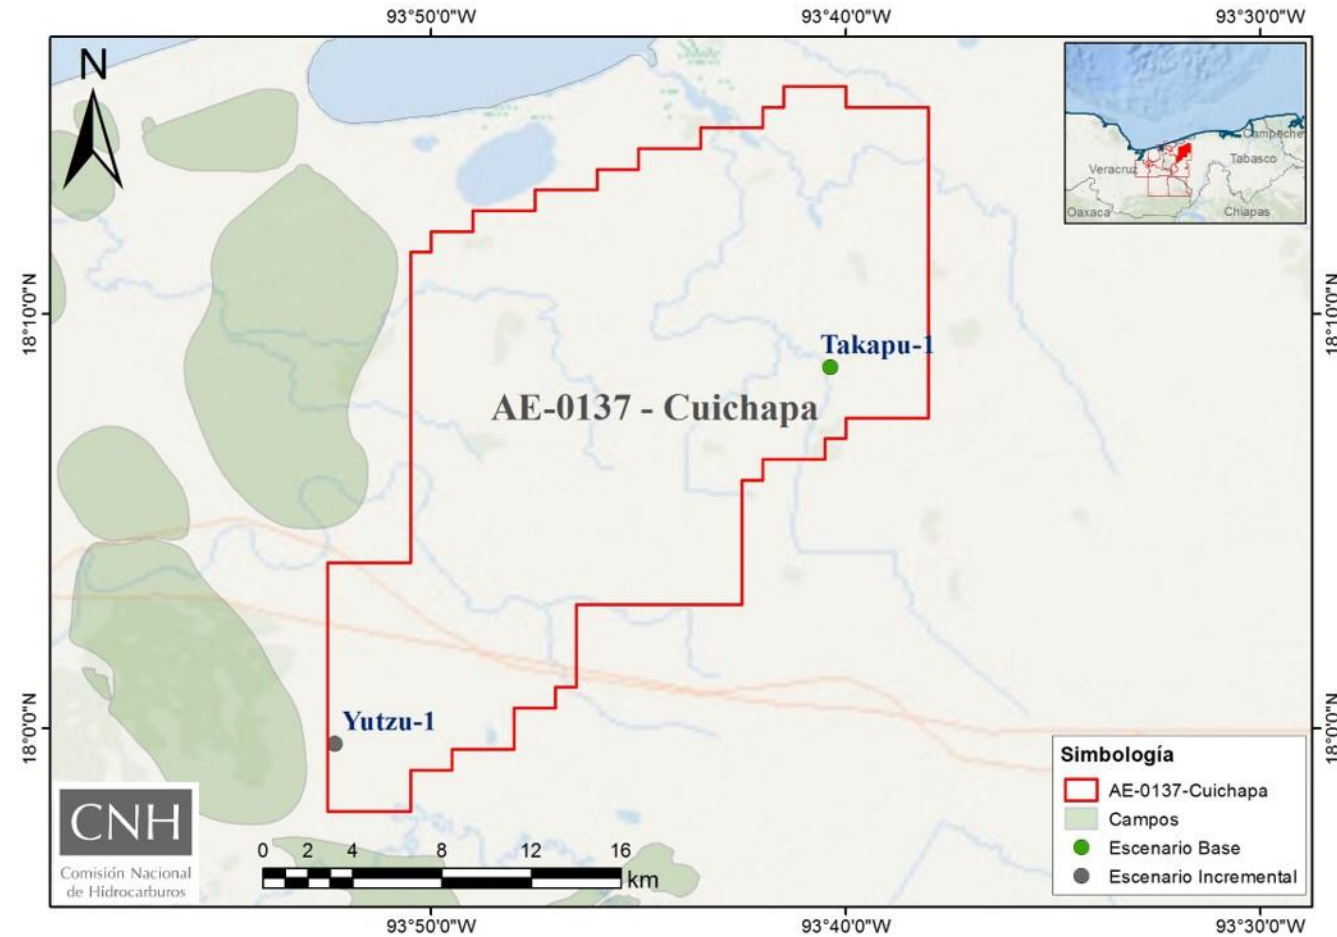 93°50'0"W 93°40'0"W 93°30'0"W
N
Campeche
Veracruz
Tabasco
Oaxaca
Chiapas
18°10'0"N
18°10'0"N
Takapu-1
AE-0137 - Cuichapa
18°0'0"N
18°0'0"N
Yutzu-1
Simbología
AE-0137-Cuichapa
Campos
Escenario Base
Escenario Incremental
CNH
Comisión Nacional
de Hidrocarburos
0 2 4 8 12 16
km
93°50'0"W 93°40'0"W 93°30'0"W